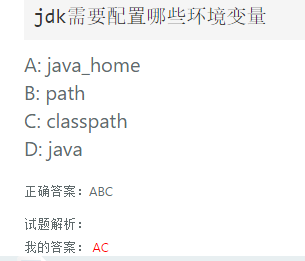 jdk需要配置哪些环境变量
A: java_home
B: path
C: classpath
D: java
正确答案：ABC
试题解析：
我的答案：AC